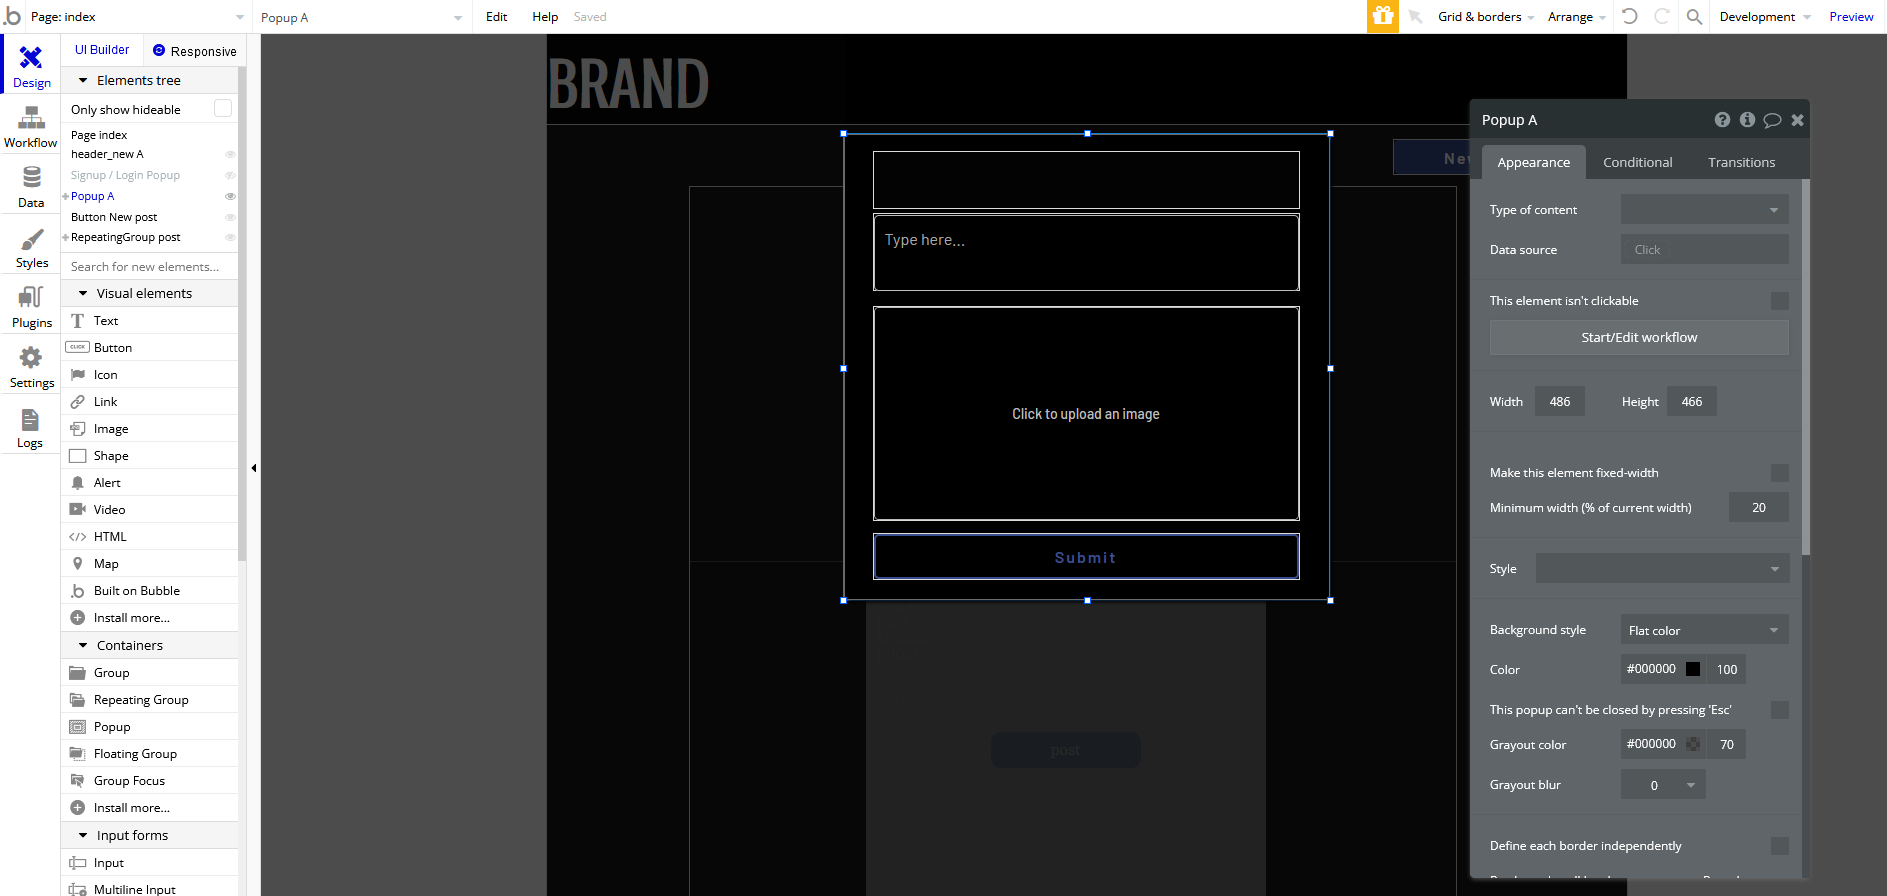 b Page: index
Popup A
Edit
Help
Saved
Grid & borders
Arrange
Development
Preview
Design
Workflow
Data
Styles
Plugins
Settings
Logs
UI Builder
Responsive
Elements tree
Only show hideable
Page index
header_new A
Signup / Login Popup
Popup A
Button New post
RepeatingGroup post
Search for new elements...
Visual elements
Text
CLICK Button
Icon
Link
Image
Shape
Alert
Video
</> HTML
Map
b Built on Bubble
Install more...
Containers
Group
Repeating Group
Popup
Floating Group
Group Focus
Install more...
Input forms
Input
Multiline Input
BRAND
Type here...
Click to upload an image
Submit
post
Popup A
Appearance
Conditional
Transitions
Type of content
Data source
Click
This element isn't clickable
Start/Edit workflow
Width 486 Height 466
Make this element fixed-width
Minimum width (% of current width) 20
Style
Background style Flat color
Color #000000 100
This popup can't be closed by pressing 'Esc'
Grayout color #000000 70
Grayout blur 0
Define each border independently